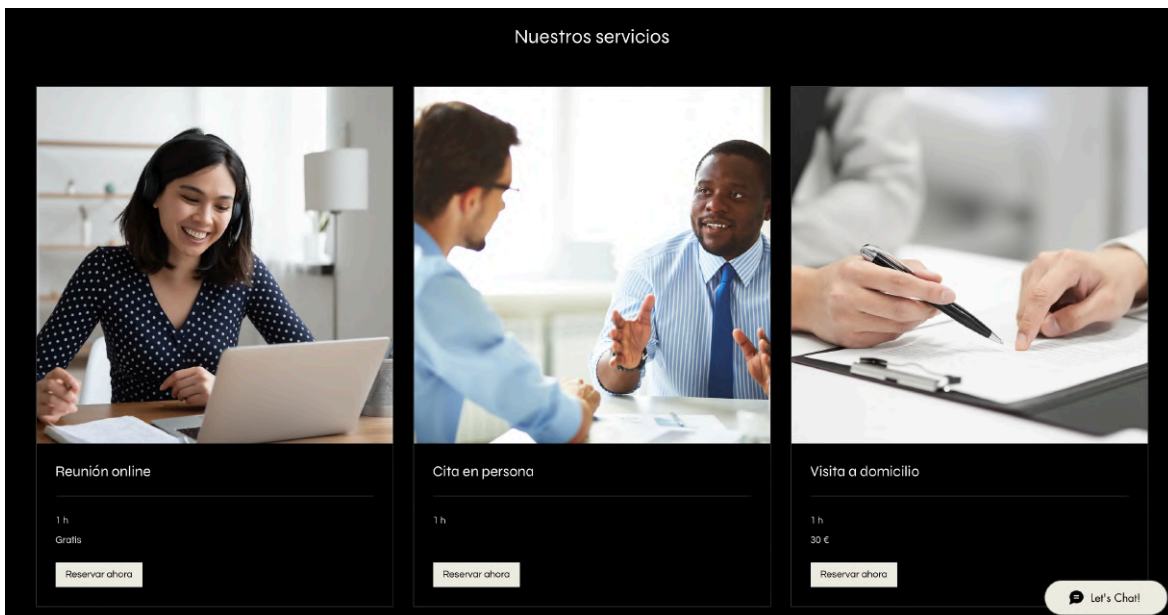 Nuestros servicios
Reunión online
1 h
Gratis
Reservar ahora
Cita en persona
1 h
Reservar ahora
Visita a domicilio
1 h
30 €
Reservar ahora
Let's Chat!